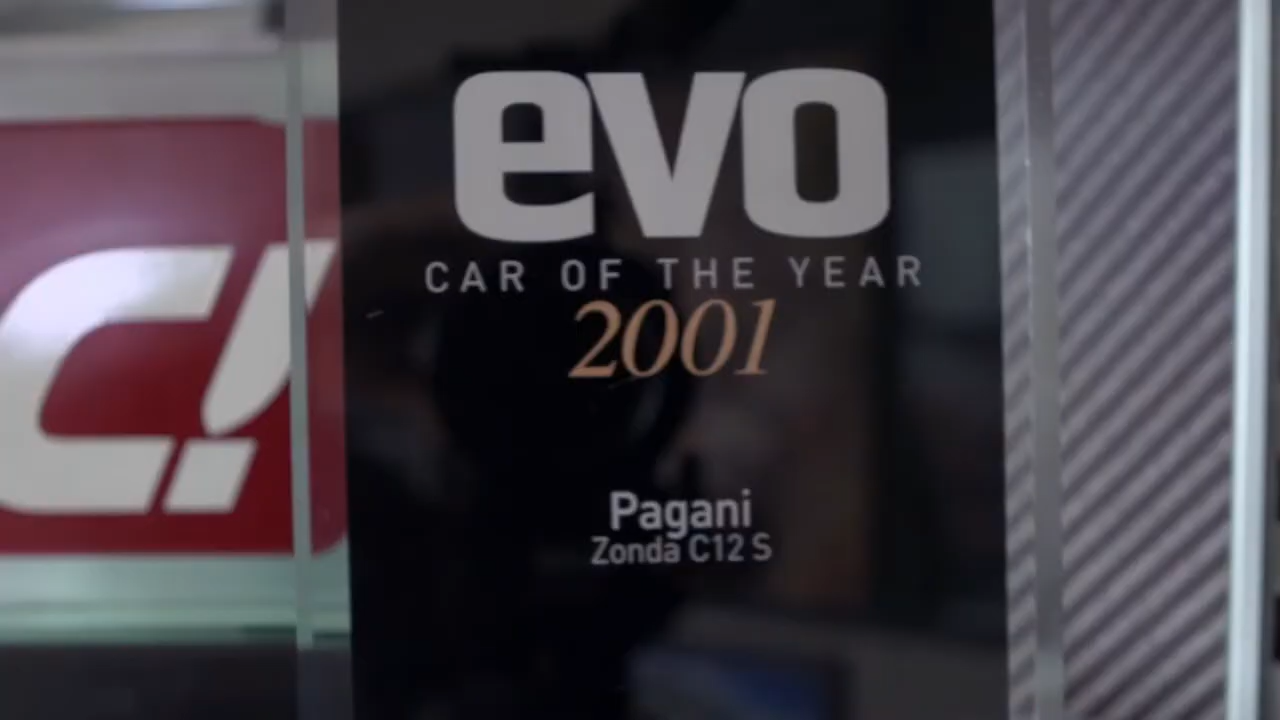 C!
evo
CAR OF THE YEAR
2001
Pagani
Zonda C12 S